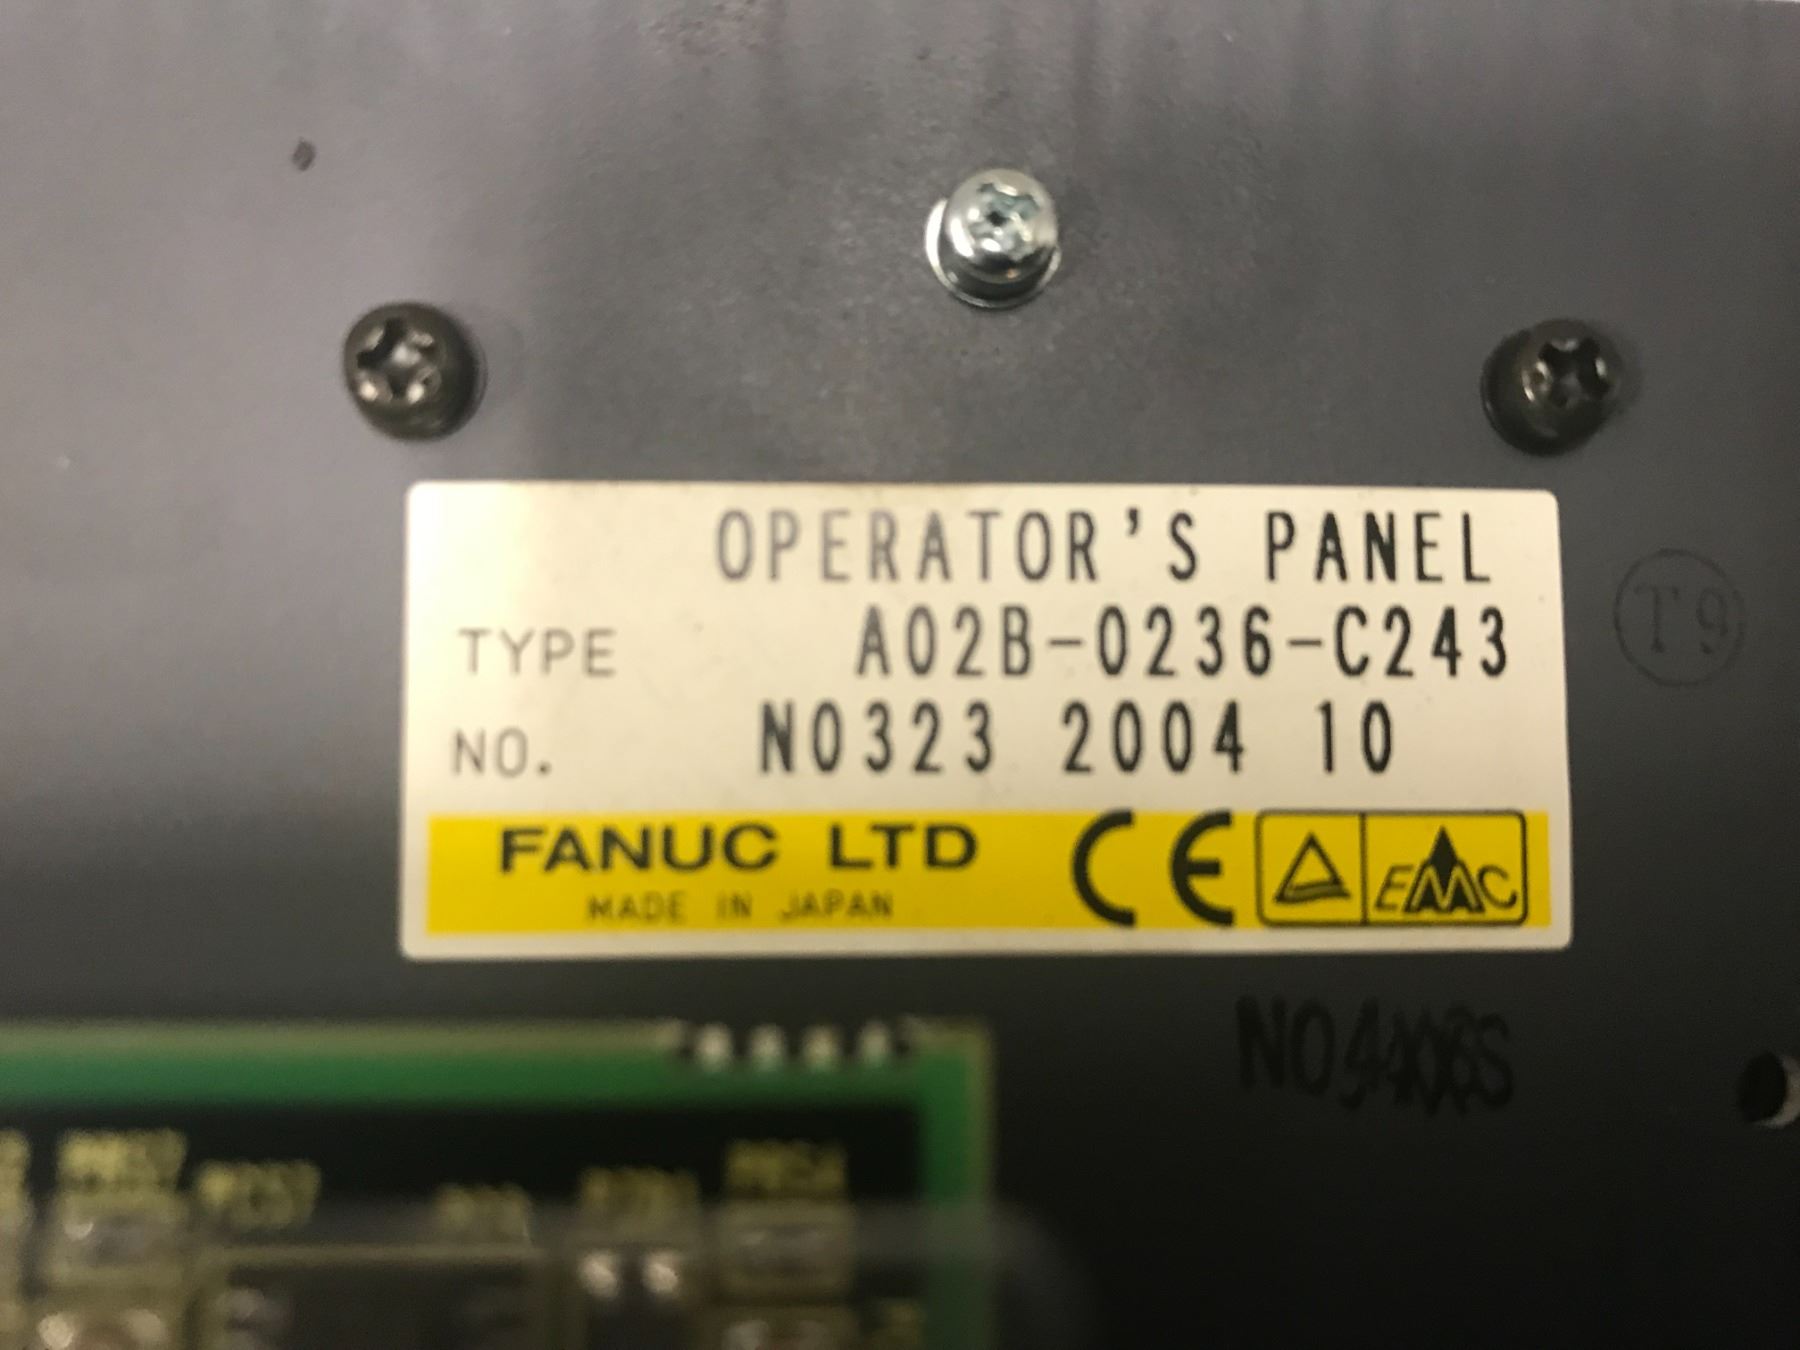 OPERATOR'S PANEL
TYPE A02B-0236-C243
NO. N0323 2004 10
FANUC LTD CE EMC
MADE IN JAPAN
T9